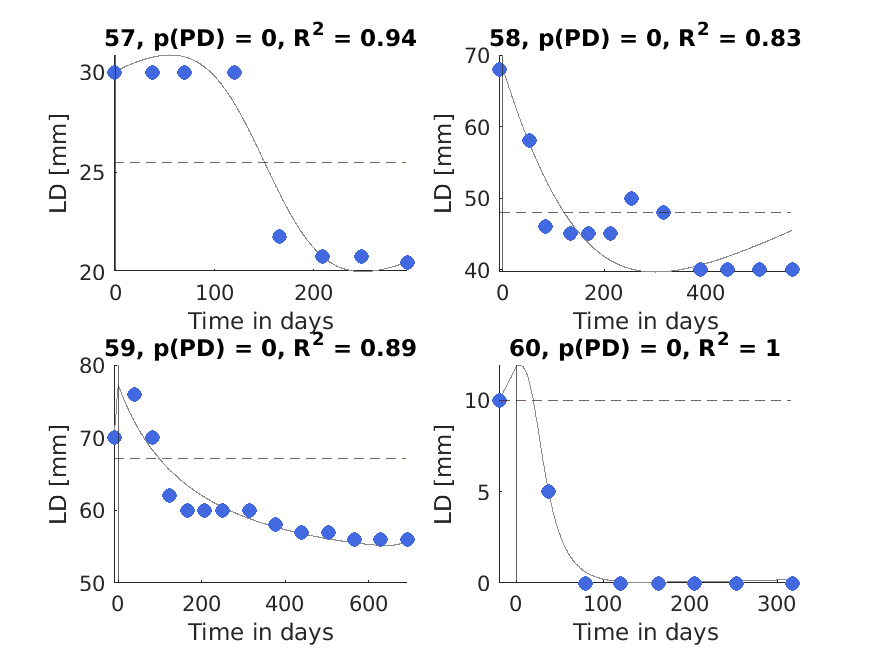 57, p(PD) = 0, R² = 0.94
LD [mm]
30
25
20
0
100
200
Time in days
58, p(PD) = 0, R² = 0.83
LD [mm]
70
60
50
40
0
200
400
Time in days
59, p(PD) = 0, R² = 0.89
LD [mm]
80
70
60
50
0
200
400
600
Time in days
60, p(PD) = 0, R² = 1
LD [mm]
10
5
0
0
100
200
300
Time in days